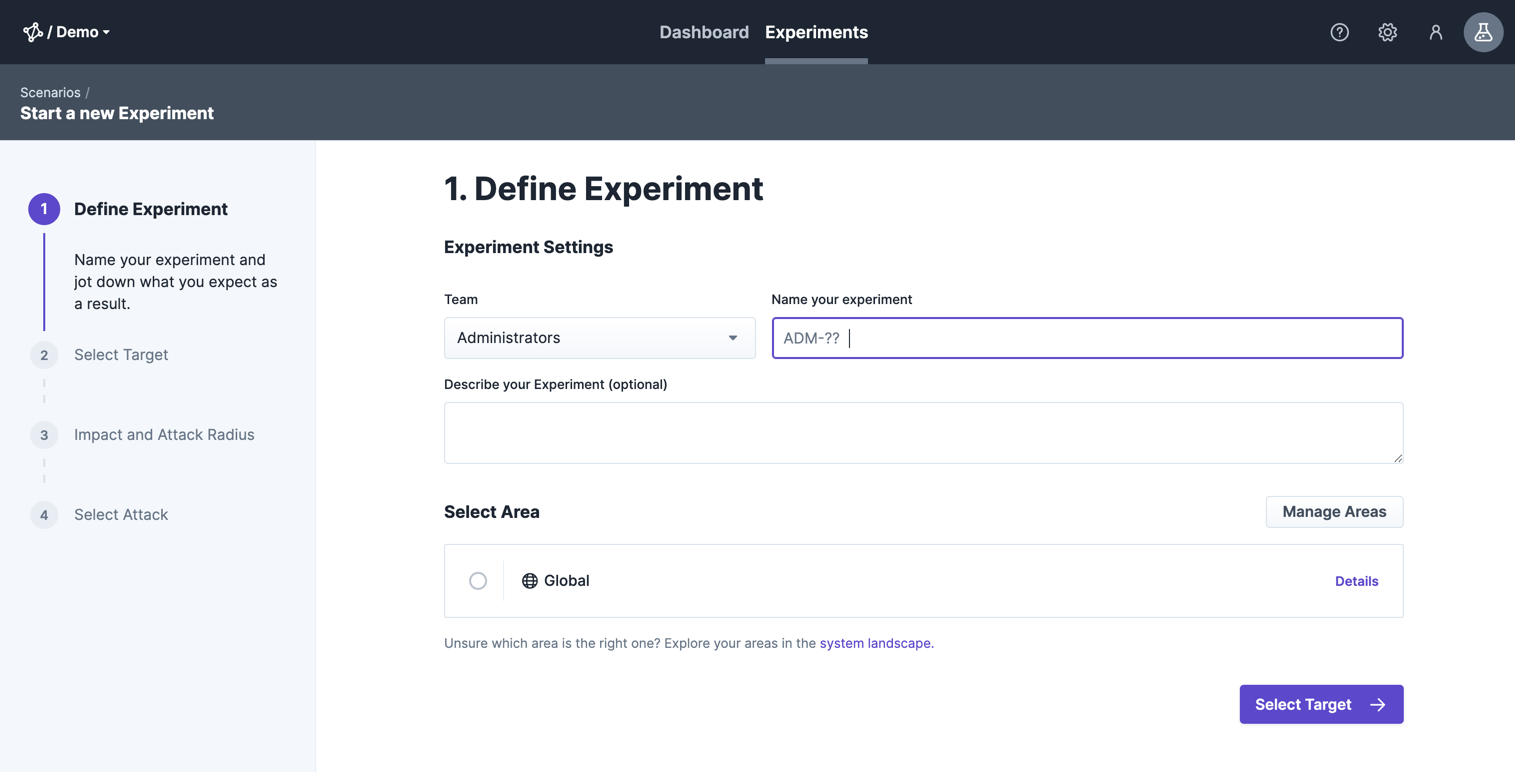 / Demo
Dashboard Experiments
Scenarios /
Start a new Experiment
1 Define Experiment
Name your experiment and
jot down what you expect as
a result.
2 Select Target
3 Impact and Attack Radius
4 Select Attack
1. Define Experiment
Experiment Settings
Team
Administrators
Name your experiment
ADM-??
Describe your Experiment (optional)
Select Area
Manage Areas
Global
Details
Unsure which area is the right one? Explore your areas in the system landscape.
Select Target